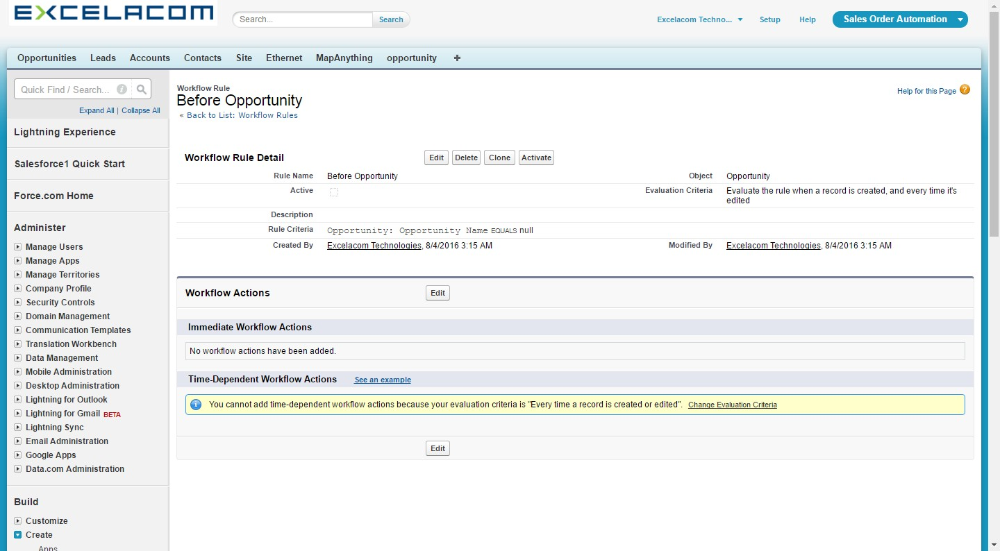 EXCELACOM
Search... Search
Excelacom Techno... Setup Help Sales Order Automation
Opportunities Leads Accounts Contacts Site Ethernet MapAnything opportunity +
Quick Find / Search...
Expand All | Collapse All
Lightning Experience
Salesforce1 Quick Start
Force.com Home
Administer
Manage Users
Manage Apps
Manage Territories
Company Profile
Security Controls
Domain Management
Communication Templates
Translation Workbench
Data Management
Mobile Administration
Desktop Administration
Lightning for Outlook
Lightning for Gmail BETA
Lightning Sync
Email Administration
Google Apps
Data.com Administration
Build
Customize
Create
Apps
Workflow Rule
Before Opportunity
« Back to List: Workflow Rules
Help for this Page ?
Workflow Rule Detail Edit Delete Clone Activate
Rule Name Before Opportunity Object Opportunity
Active Evaluation Criteria Evaluate the rule when a record is created, and every time it's
edited
Description
Rule Criteria Opportunity: Opportunity Name EQUALS null
Created By Excelacom Technologies, 8/4/2016 3:15 AM Modified By Excelacom Technologies, 8/4/2016 3:15 AM
Workflow Actions Edit
Immediate Workflow Actions
No workflow actions have been added.
Time-Dependent Workflow Actions See an example
You cannot add time-dependent workflow actions because your evaluation criteria is "Every time a record is created or edited". Change Evaluation Criteria
Edit